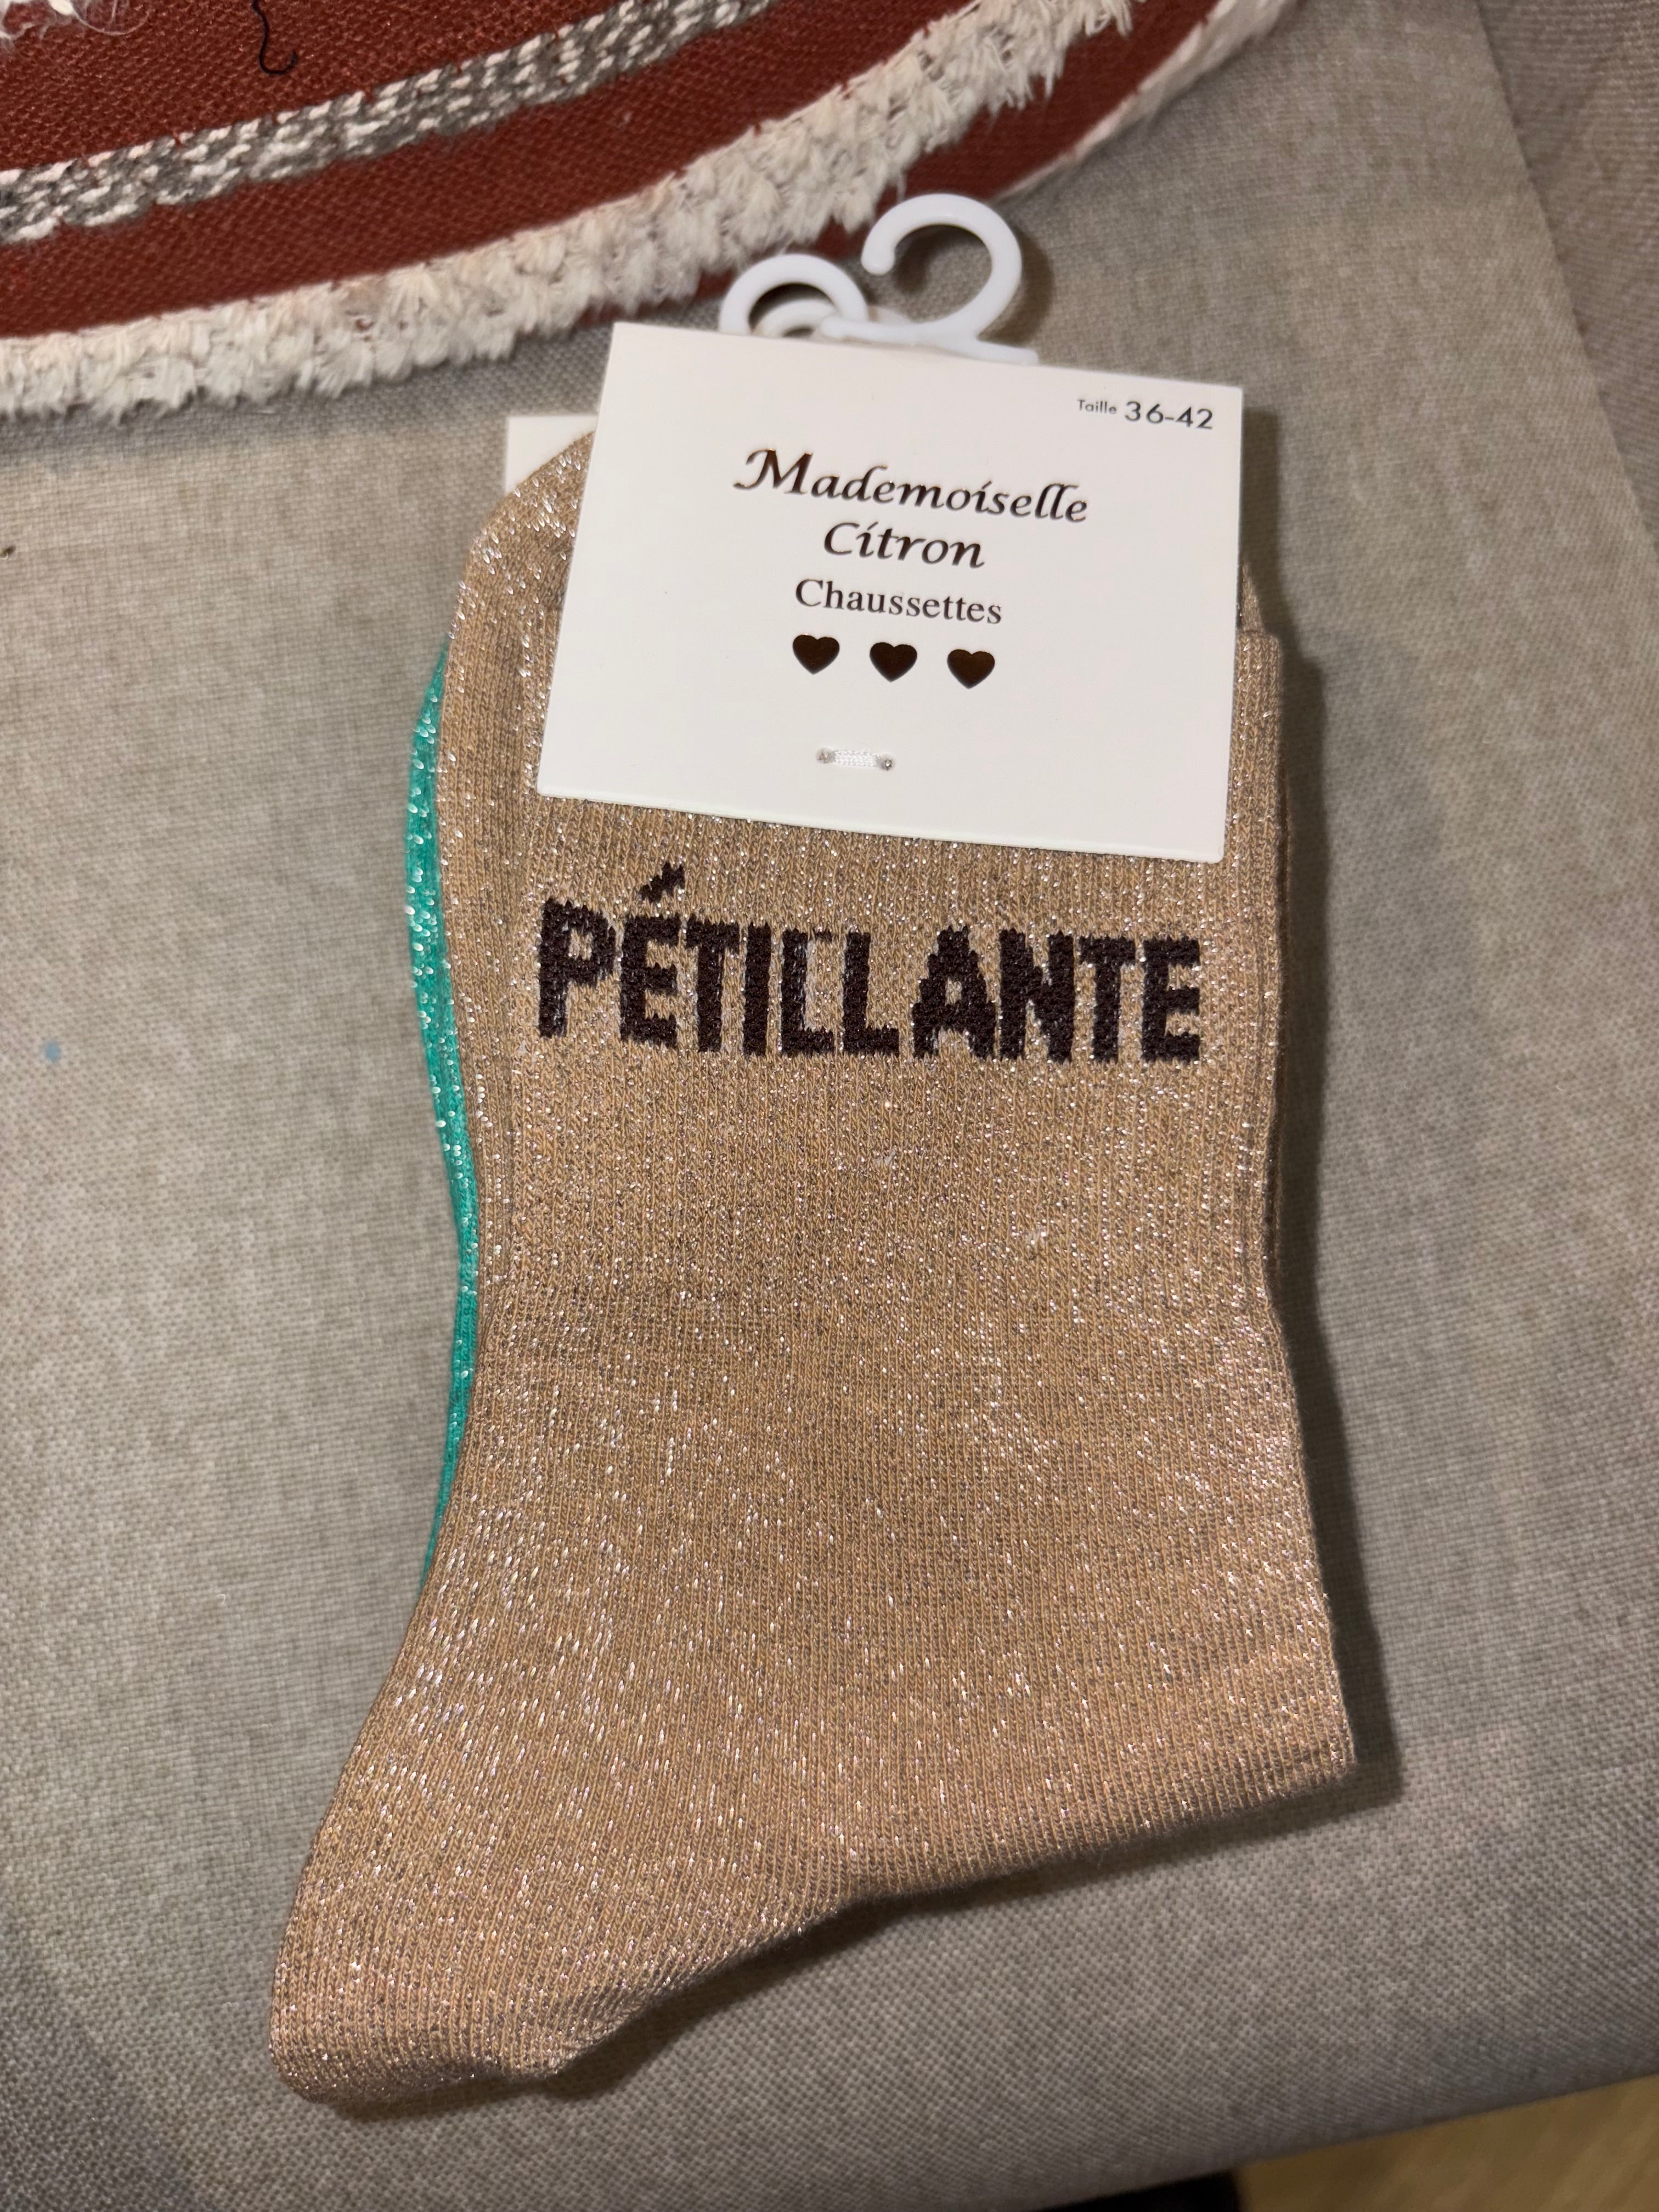 Taille 36-42
Mademoiselle
Citron
Chaussettes
PÉTILLANTE